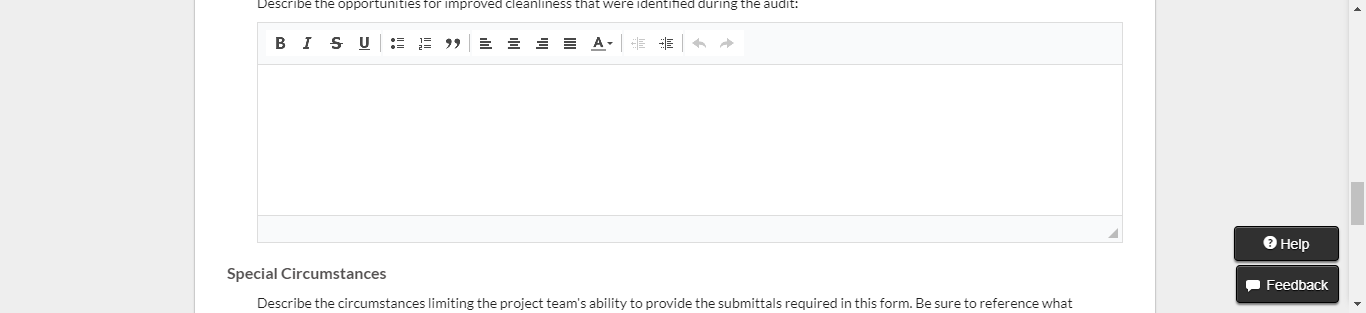 Describe the opportunities for improved cleanliness that were identified during the audit:
B I S U A
Special Circumstances
Describe the circumstances limiting the project team's ability to provide the submittals required in this form. Be sure to reference what
Help
Feedback